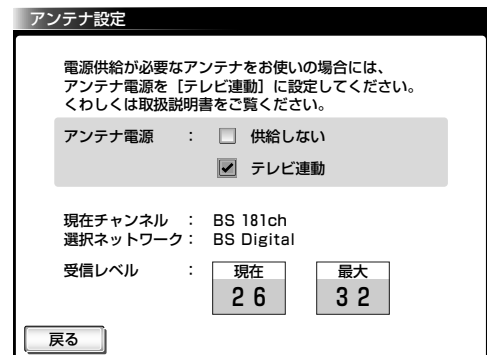 アンテナ設定
電源供給が必要なアンテナをお使いの場合には、
アンテナ電源を［テレビ連動］に設定してください。
くわしくは取扱説明書をご覧ください。
アンテナ電源 ： 供給しない
テレビ連動
現在チャンネル ： BS 181ch
選択ネットワーク： BS Digital
受信レベル ： 現在 最大
26 32
戻る